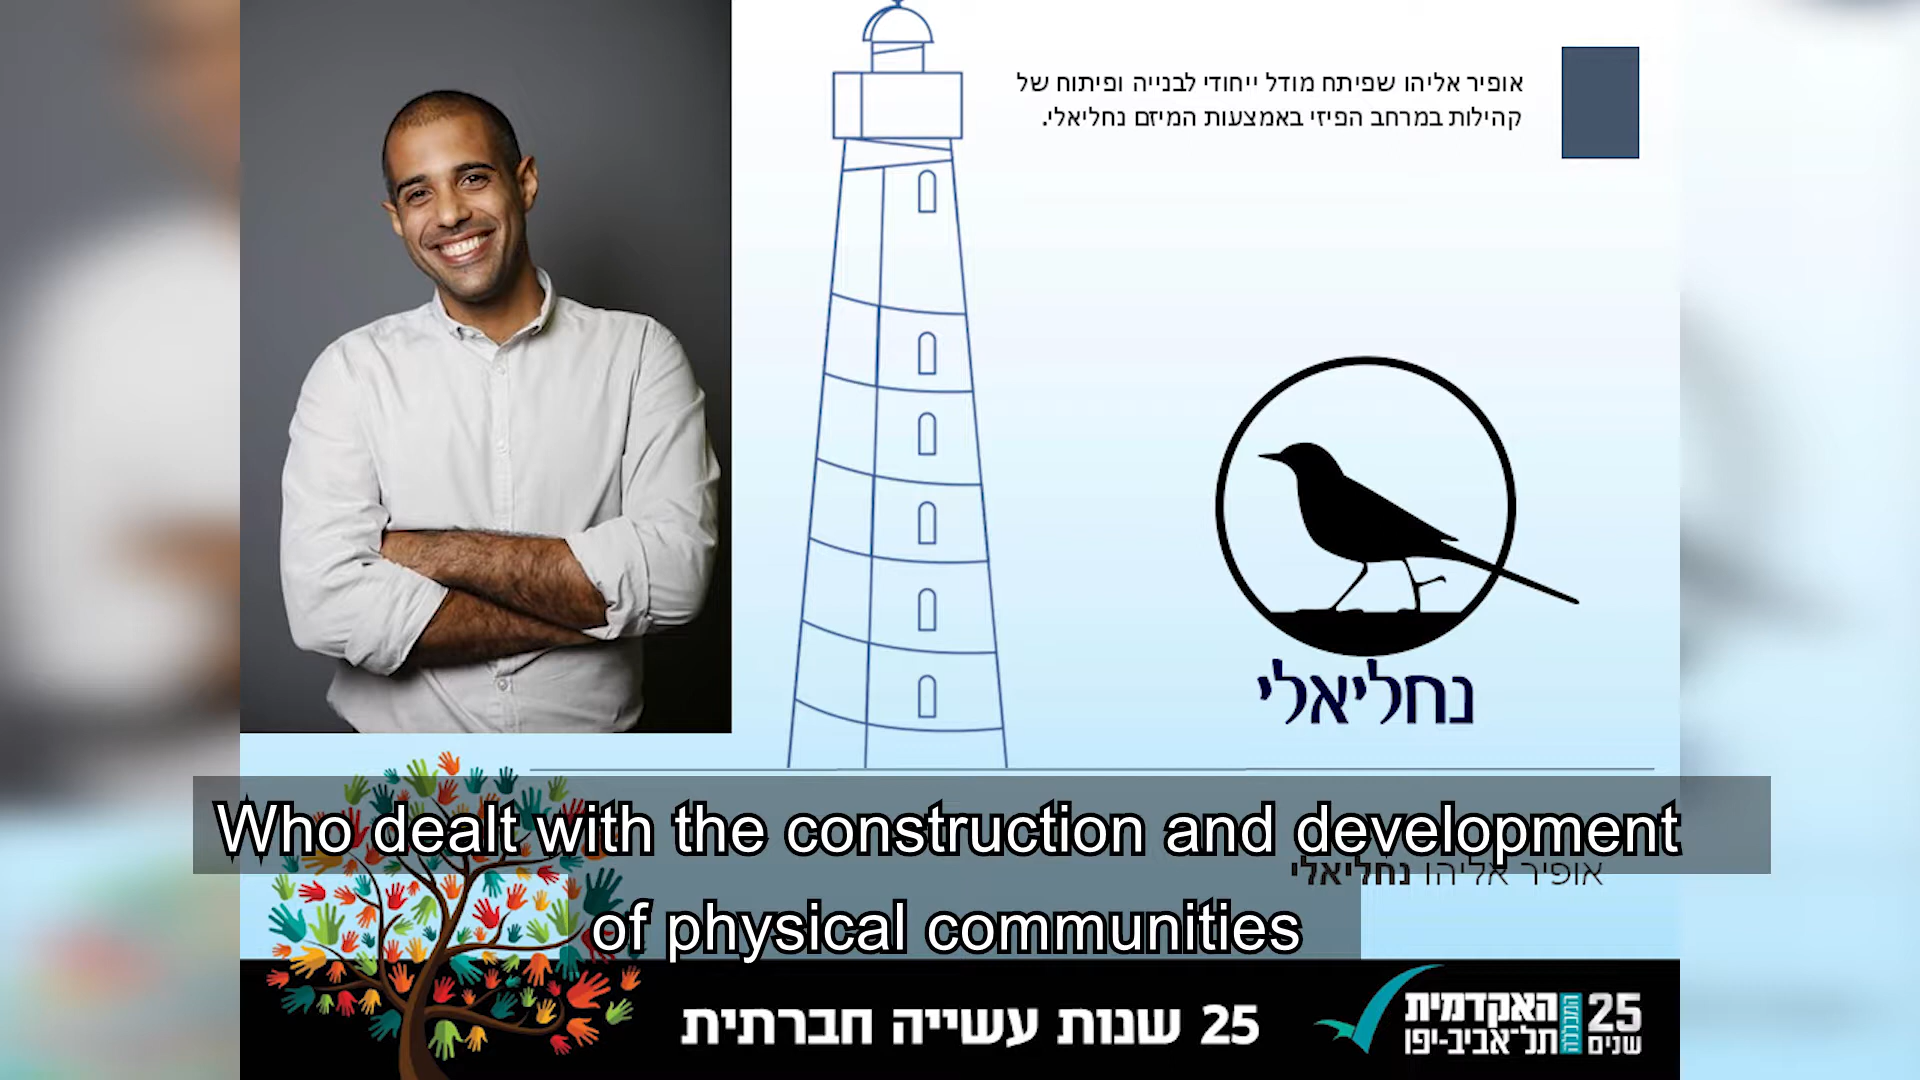 אופיר אליהו שפיתח מודל ייחודי לבנייה ופיתוח של
קהילות במרחב הפיזי באמצעות המיזם נחליאלי.
נחליאלי
Who dealt with the construction and development
of physical communities
אופיר אליהו נחליאלי
25 שנות עשייה חברתית
המכללה
האקדמית
תל־אביב-יפו
25
שנים